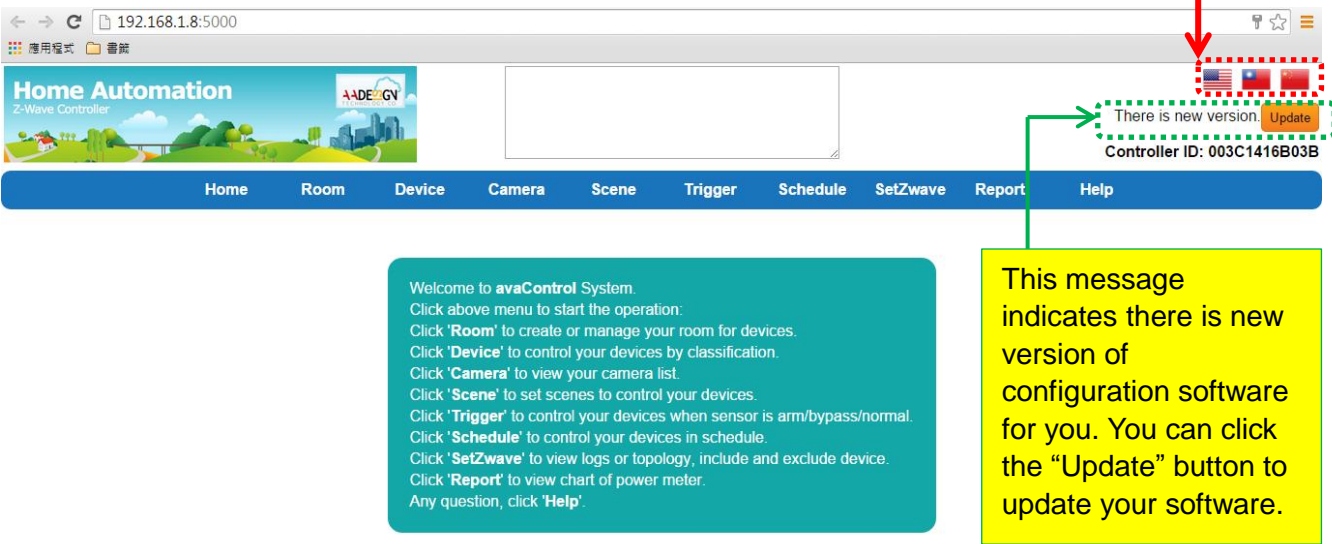 192.168.1.8:5000
應用程式 書籤
Home Automation
Z-Wave Controller
TECHNOLOGY CO.
There is new version. Update
Controller ID: 003C1416B03B
Home Room Device Camera Scene Trigger Schedule SetZwave Report Help
Welcome to avaControl System.
Click above menu to start the operation:
Click 'Room' to create or manage your room for devices.
Click 'Device' to control your devices by classification.
Click 'Camera' to view your camera list.
Click 'Scene' to set scenes to control your devices.
Click 'Trigger' to control your devices when sensor is arm/bypass/normal.
Click 'Schedule' to control your devices in schedule.
Click 'SetZwave' to view logs or topology, include and exclude device.
Click 'Report' to view chart of power meter.
Any question, click 'Help'.
This message
indicates there is new
version of
configuration software
for you. You can click
the “Update” button to
update your software.